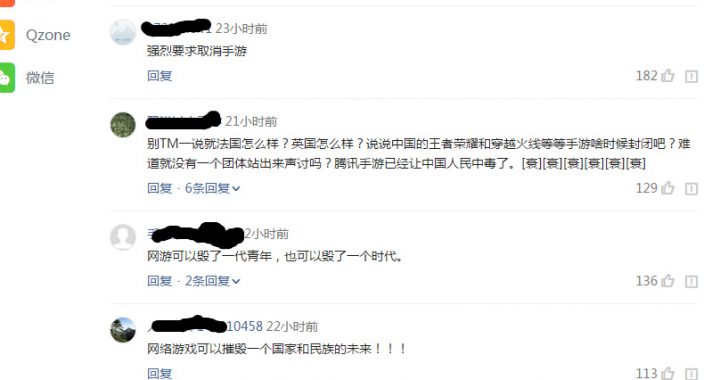 Qzone
23小时前
强烈要求取消手游
回复 182
微信
21小时前
别TM一说就法国怎么样？英国怎么样？说说中国的王者荣耀和穿越火线等等手游啥时候封闭吧？难
道就没有一个团体站出来声讨吗？腾讯手游已经让中国人民中毒了。[衰][衰][衰][衰][衰][衰]
回复 · 6条回复 129
2小时前
网游可以毁了一代青年，也可以毁了一个时代。
回复 · 2条回复 136
10458 22小时前
网络游戏可以摧毁一个国家和民族的未来！！！
回复 113